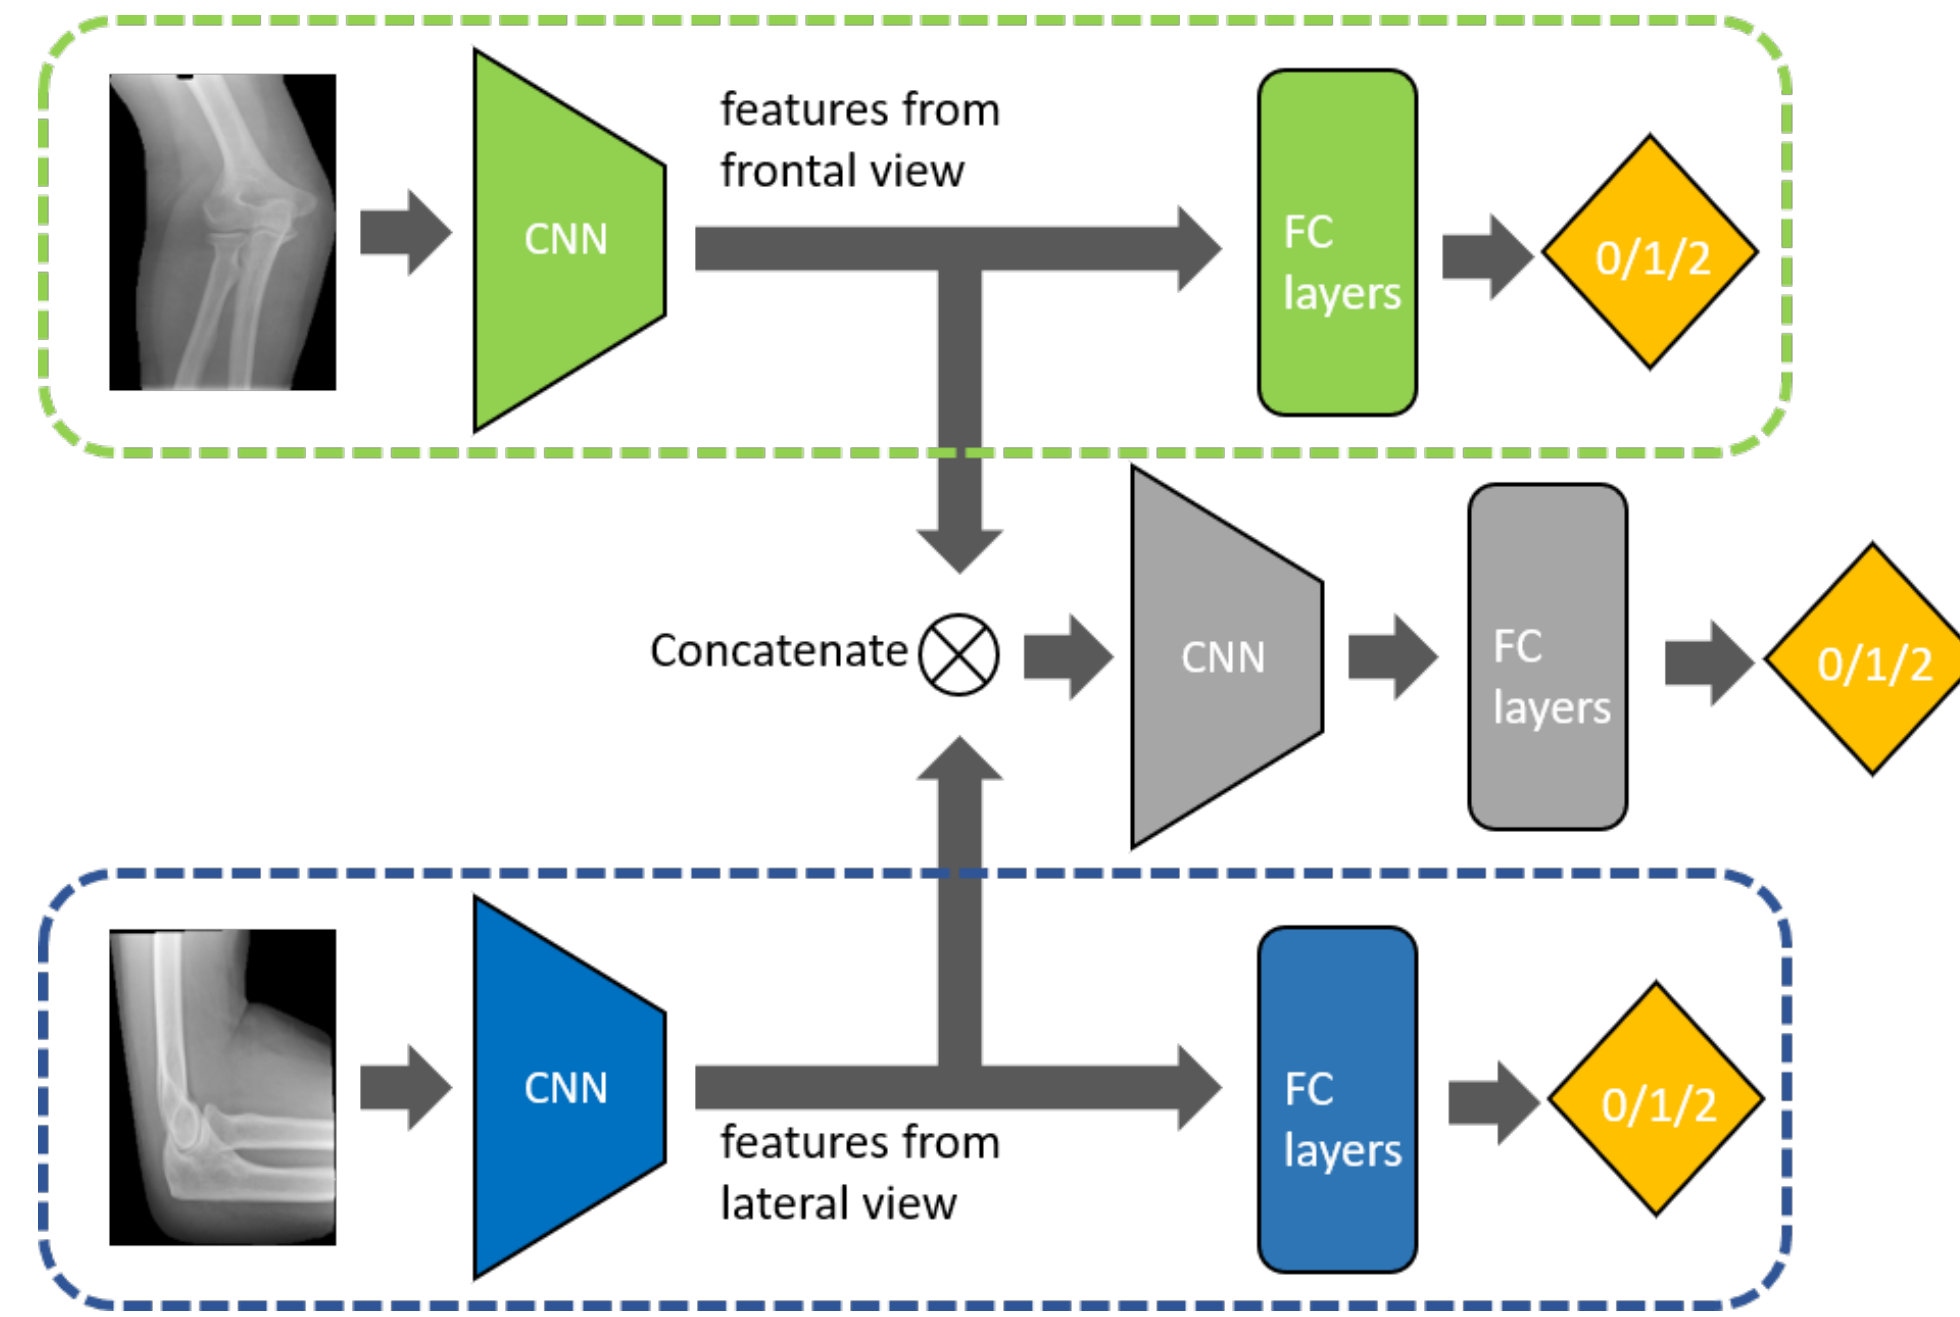 features from
frontal view
CNN
FC
layers
0/1/2
Concatenate
CNN
FC
layers
0/1/2
CNN
features from
lateral view
FC
layers
0/1/2